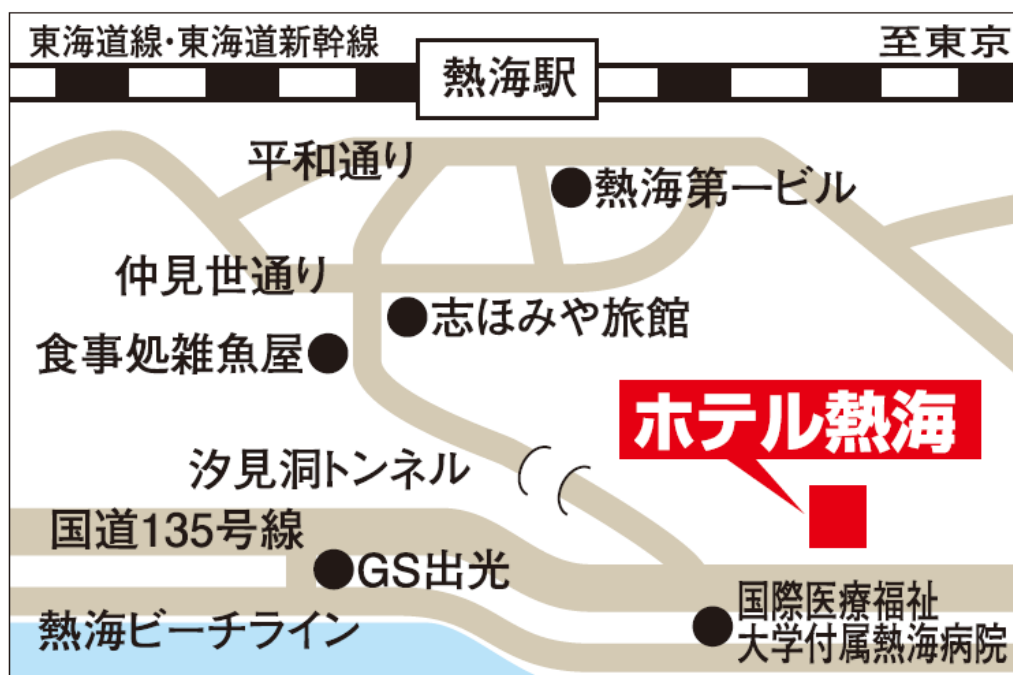 東海道線・東海道新幹線
至東京
熱海駅
平和通り
熱海第一ビル
仲見世通り
志ほみや旅館
食事処雑魚屋
ホテル熱海
汐見洞トンネル
国道135号線
GS出光
国際医療福祉
大学付属熱海病院
熱海ビーチライン